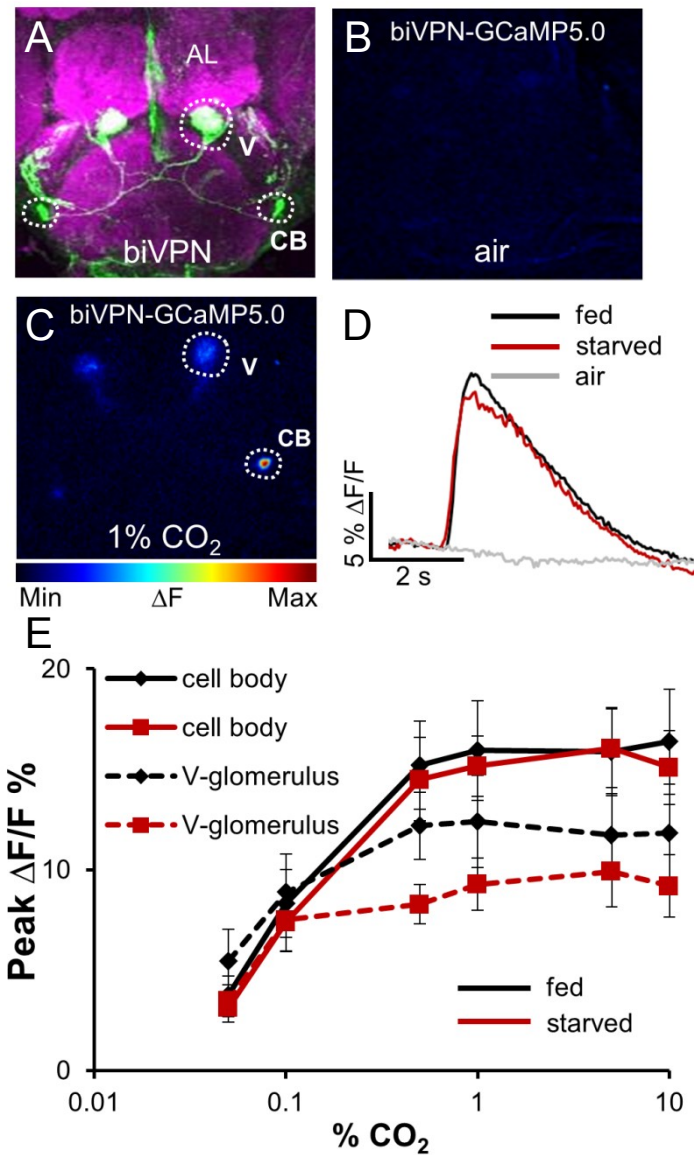 A
AL
V
CB
biVPN
B
biVPN-GCaMP5.0
air
C
biVPN-GCaMP5.0
V
CB
1% CO₂
Min ΔF Max
D
fed
starved
air
5 % ΔF/F
2 s
E
20
10
0
Peak ΔF/F %
cell body
cell body
V-glomerulus
V-glomerulus
fed
starved
0.01 0.1 1 10
% CO₂